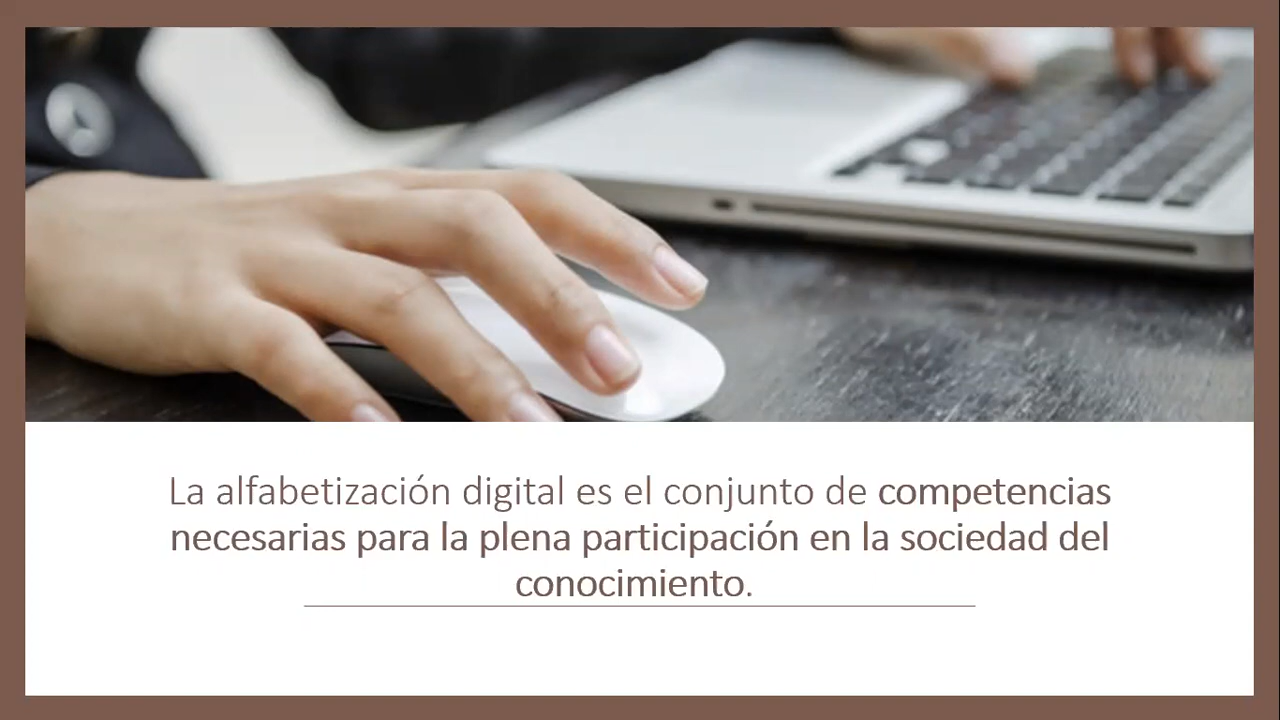 La alfabetización digital es el conjunto de competencias
necesarias para la plena participación en la sociedad del
conocimiento.